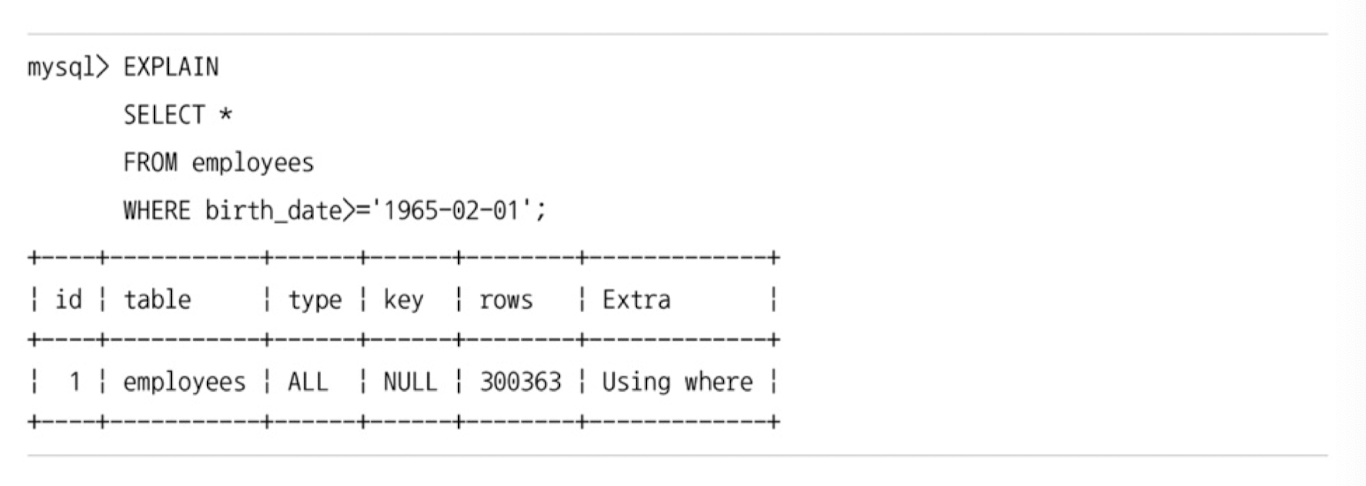 mysql> EXPLAIN
SELECT *
FROM employees
WHERE birth_date>='1965-02-01';
+----+-----------+------+------+--------+-------------+
| id | table     | type | key  | rows   | Extra       |
+----+-----------+------+------+--------+-------------+
|  1 | employees | ALL  | NULL | 300363 | Using where |
+----+-----------+------+------+--------+-------------+